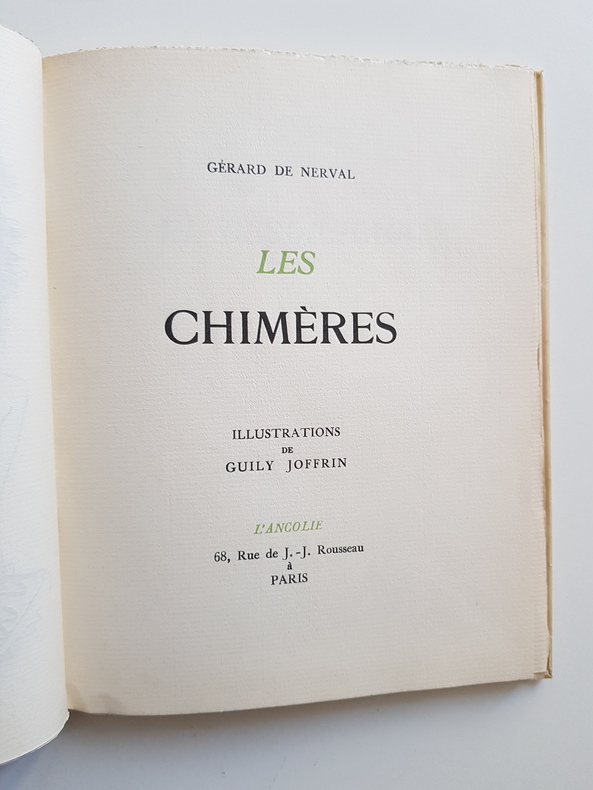 GÉRARD DE NERVAL
LES
CHIMÈRES
ILLUSTRATIONS
DE
GUILY JOFFRIN
L'ANCOLIE
68, Rue de J.-J. Rousseau
à
PARIS